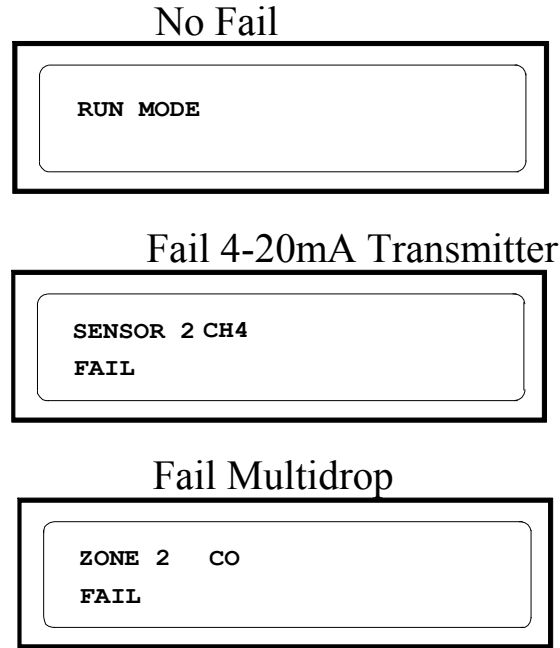 No Fail
RUN MODE
Fail 4-20mA Transmitter
SENSOR 2 CH4
FAIL
Fail Multidrop
ZONE 2 CO
FAIL